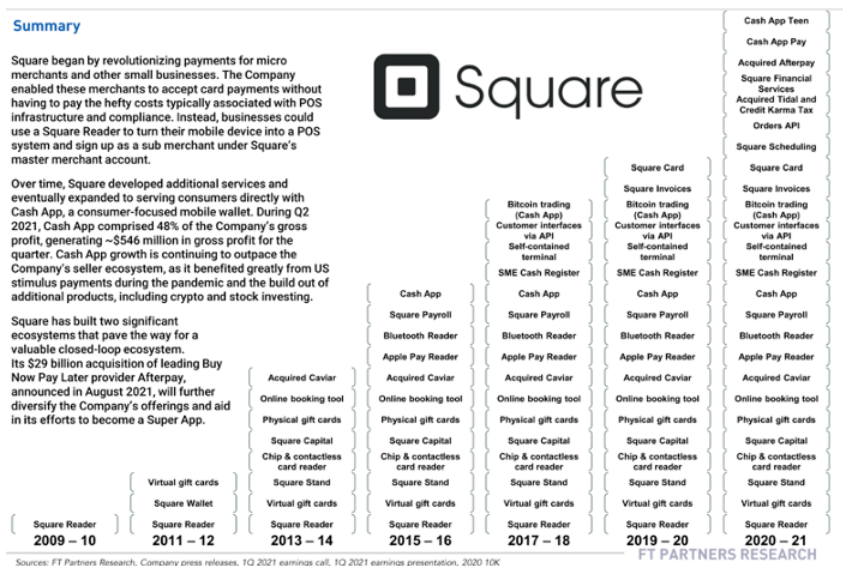 Summary
Square began by revolutionizing payments for micro
merchants and other small businesses. The Company
enabled these merchants to accept card payments without
having to pay the hefty costs typically associated with POS
infrastructure and compliance. Instead, businesses could
use a Square Reader to turn their mobile device into a POS
system and sign up as a sub merchant under Square's
master merchant account.
Over time, Square developed additional services and
eventually expanded to serving consumers directly with
Cash App, a consumer-focused mobile wallet. During Q2
2021, Cash App comprised 48% of the Company's gross
profit, generating ~$546 million in gross profit for the
quarter. Cash App growth is continuing to outpace the
Company's seller ecosystem, as it benefited greatly from US
stimulus payments during the pandemic and the build out of
additional products, including crypto and stock investing.
Square has built two significant
ecosystems that pave the way for a
valuable closed-loop ecosystem.
Its $29 billion acquisition of leading Buy
Now Pay Later provider Afterpay,
announced in August 2021, will further
diversify the Company's offerings and aid
in its efforts to become a Super App.
Square
Square Reader
2009 – 10
Virtual gift cards
Square Wallet
Square Reader
2011 – 12
Acquired Caviar
Online booking tool
Physical gift cards
Square Capital
Chip & contactless
card reader
Square Stand
Virtual gift cards
Square Reader
2013 – 14
Cash App
Square Payroll
Bluetooth Reader
Apple Pay Reader
Acquired Caviar
Online booking tool
Physical gift cards
Square Capital
Chip & contactless
card reader
Square Stand
Virtual gift cards
Square Reader
2015 – 16
Bitcoin trading
(Cash App)
Customer interfaces
via API
Self-contained
terminal
SME Cash Register
Cash App
Square Payroll
Bluetooth Reader
Apple Pay Reader
Acquired Caviar
Online booking tool
Physical gift cards
Square Capital
Chip & contactless
card reader
Square Stand
Virtual gift cards
Square Reader
2017 – 18
Square Card
Square Invoices
Bitcoin trading
(Cash App)
Customer interfaces
via API
Self-contained
terminal
SME Cash Register
Cash App
Square Payroll
Bluetooth Reader
Apple Pay Reader
Acquired Caviar
Online booking tool
Physical gift cards
Square Capital
Chip & contactless
card reader
Square Stand
Virtual gift cards
Square Reader
2019 – 20
Cash App Teen
Cash App Pay
Acquired Afterpay
Square Financial
Services
Acquired Tidal and
Credit Karma Tax
Orders API
Square Scheduling
Square Card
Square Invoices
Bitcoin trading
(Cash App)
Customer interfaces
via API
Self-contained
terminal
SME Cash Register
Cash App
Square Payroll
Bluetooth Reader
Apple Pay Reader
Acquired Caviar
Online booking tool
Physical gift cards
Square Capital
Chip & contactless
card reader
Square Stand
Virtual gift cards
Square Reader
2020 – 21
Sources: FT Partners Research, Company press releases, 1Q 2021 earnings call, 1Q 2021 earnings presentation, 2020 10K
FT PARTNERS RESEARCH